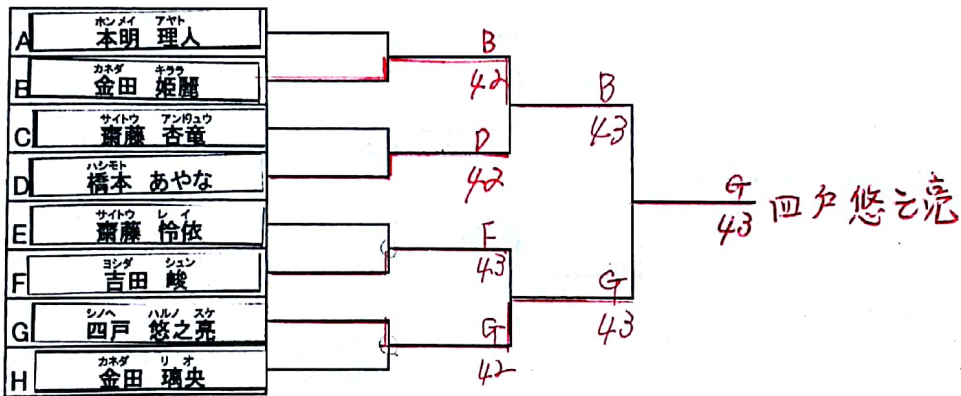 ホンメイ アヤト
A 本明 理人
カネダ キララ
B 金田 姫麗
サイトウ アンドリュウ
C 齋藤 杏竜
ハシモト
D 橋本 あやな
サイトウ レイ
E 齋藤 怜依
ヨシダ シュン
F 吉田 峻
シノヘ ハルノスケ
G 四戸 悠之亮
カネダ リオ
H 金田 璃央
B
42
D
42
F
43
G
42
B
43
G
43
G
43
四戸 悠之亮